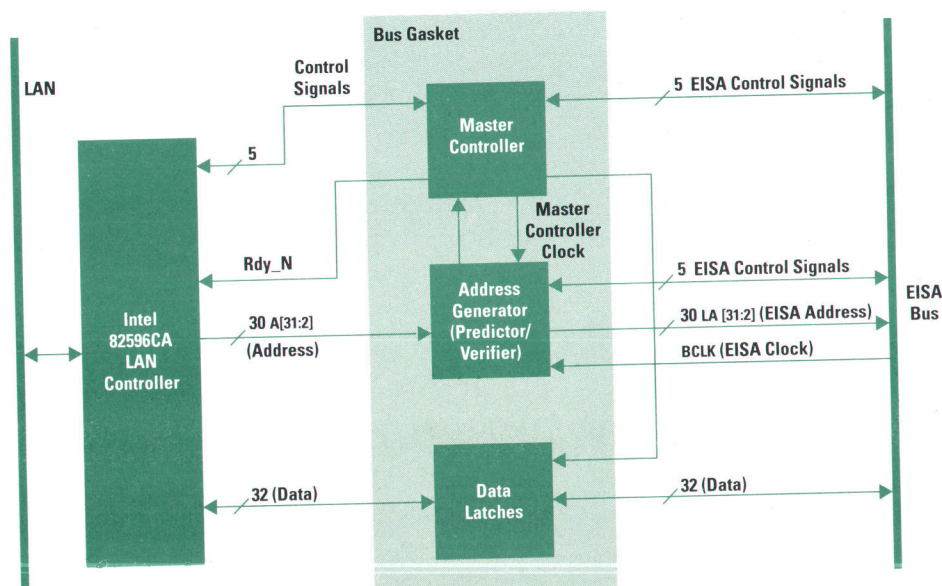 Bus Gasket
LAN
Control
Signals
5 EISA Control Signals
Master
Controller
5
Master
Controller
Clock
Rdy_N
5 EISA Control Signals
Address
Generator
(Predictor/
Verifier)
EISA
Bus
30 A[31:2]
(Address)
30 LA [31:2] (EISA Address)
Intel
82596CA
LAN
Controller
BCLK (EISA Clock)
32 (Data)
Data
Latches
32 (Data)